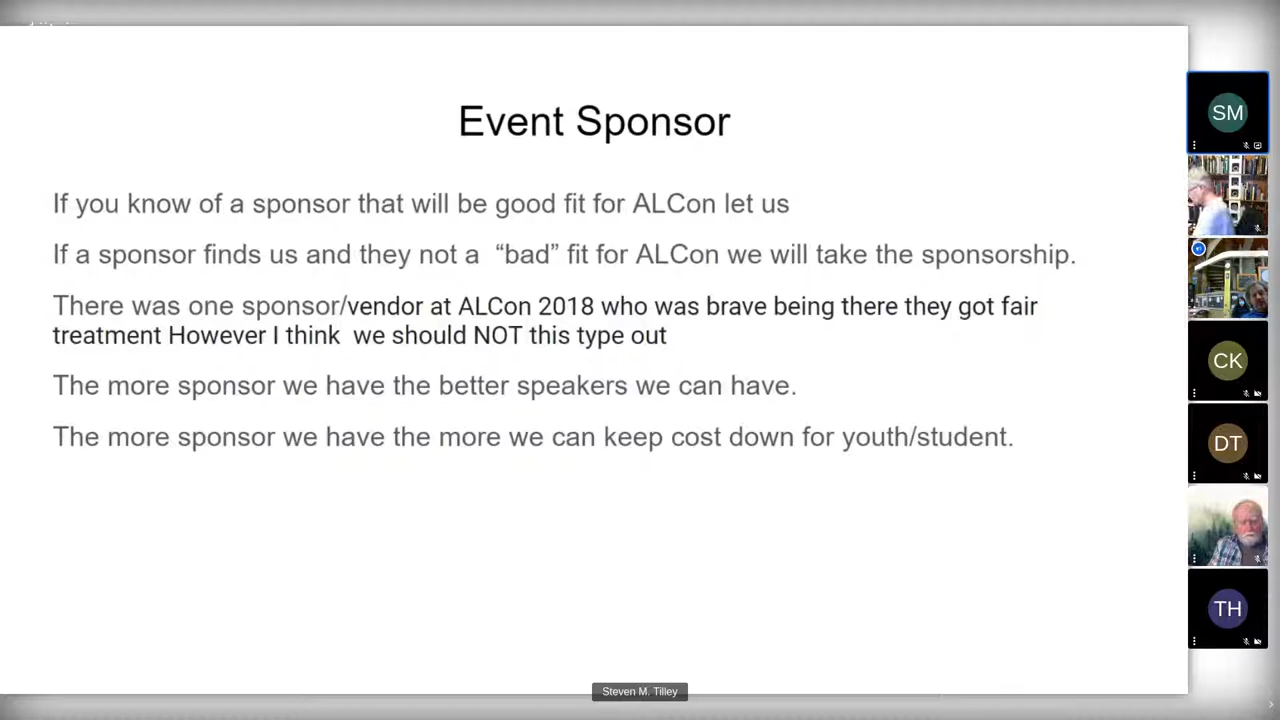 Event Sponsor
If you know of a sponsor that will be good fit for ALCon let us
If a sponsor finds us and they not a “bad” fit for ALCon we will take the sponsorship.
There was one sponsor/vendor at ALCon 2018 who was brave being there they got fair
treatment However I think we should NOT this type out
The more sponsor we have the better speakers we can have.
The more sponsor we have the more we can keep cost down for youth/student.
SM
CK
DT
TH
Steven M. Tilley